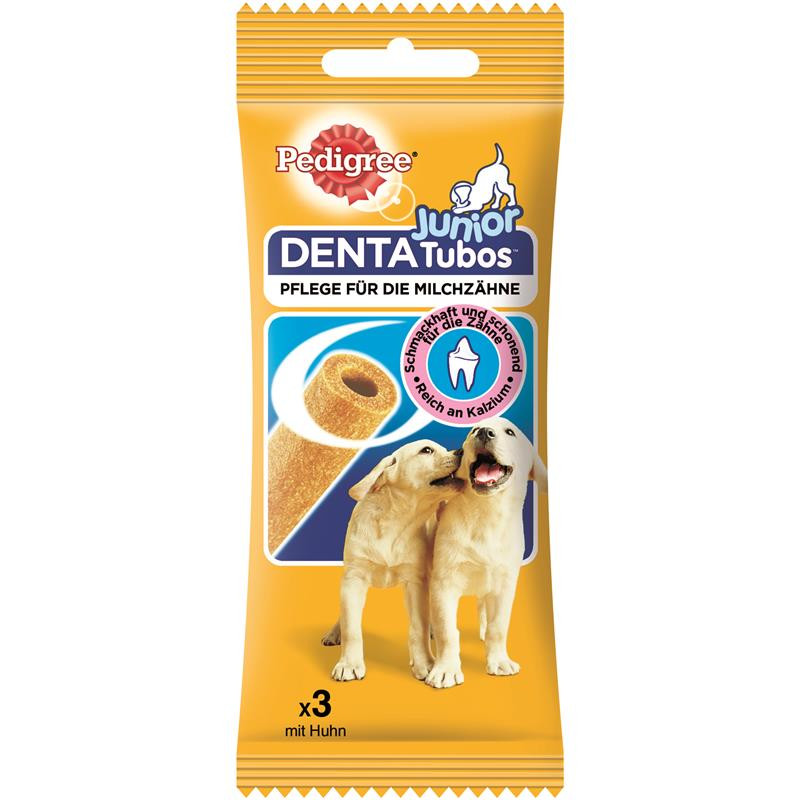 Pedigree®
Junior
DENTA Tubos™
PFLEGE FÜR DIE MILCHZÄHNE
Schmackhaft und schonend
für die Zähne
• Reich an Kalzium •
x3
mit Huhn